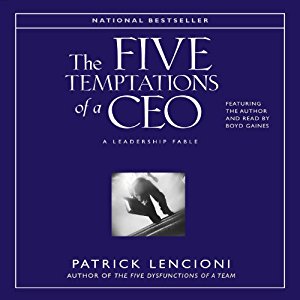 NATIONAL BESTSELLER
The FIVE
TEMPTATIONS
of a CEO
FEATURING
THE AUTHOR
AND READ BY
BOYD GAINES
A LEADERSHIP FABLE
PATRICK LENCIONI
AUTHOR OF THE FIVE DYSFUNCTIONS OF A TEAM